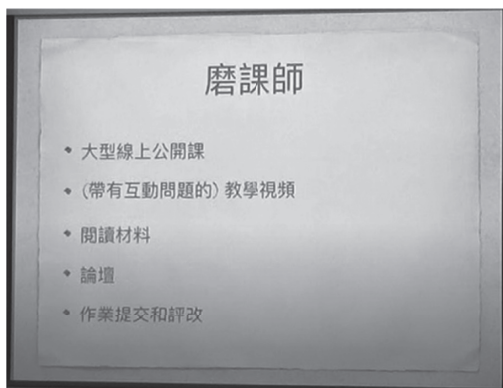 磨課師
• 大型線上公開課
• (帶有互動問題的) 教學視頻
• 閱讀材料
• 論壇
• 作業提交和評改